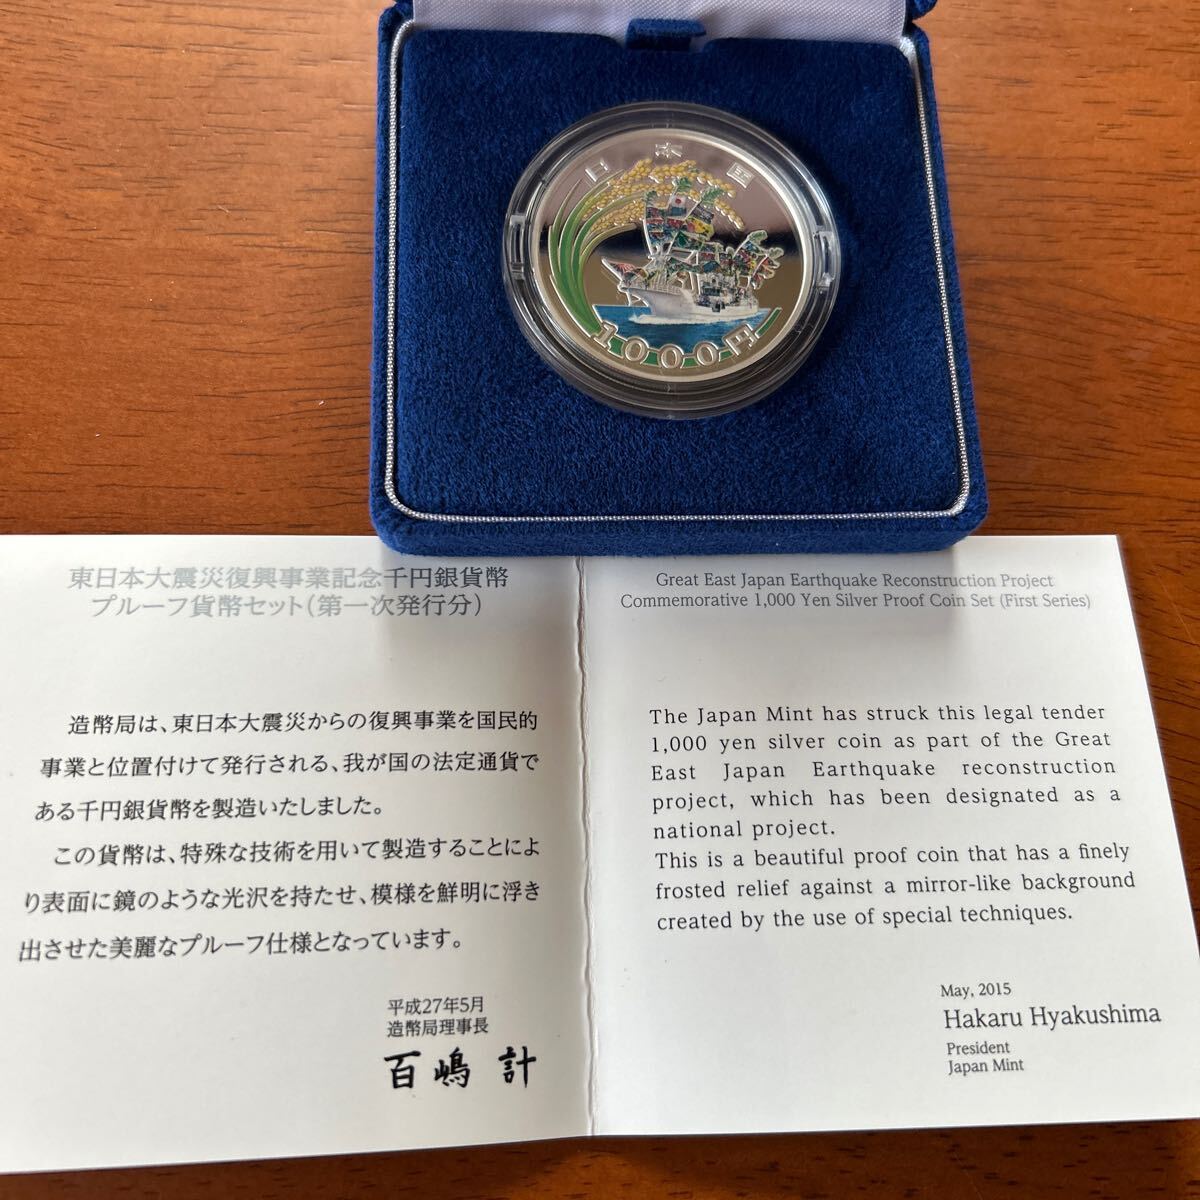 日本国
1000円
東日本大震災復興事業記念千円銀貨幣
プルーフ貨幣セット(第一次発行分)
造幣局は、東日本大震災からの復興事業を国民的
事業と位置付けて発行される、我が国の法定通貨で
ある千円銀貨幣を製造いたしました。
この貨幣は、特殊な技術を用いて製造することによ
り表面に鏡のような光沢を持たせ、模様を鮮明に浮き
出させた美麗なプルーフ仕様となっています。
平成27年5月
造幣局理事長
百嶋 計
Great East Japan Earthquake Reconstruction Project
Commemorative 1,000 Yen Silver Proof Coin Set (First Series)
The Japan Mint has struck this legal tender
1,000 yen silver coin as part of the Great
East Japan Earthquake reconstruction
project, which has been designated as a
national project.
This is a beautiful proof coin that has a finely
frosted relief against a mirror-like background
created by the use of special techniques.
May, 2015
Hakaru Hyakushima
President
Japan Mint